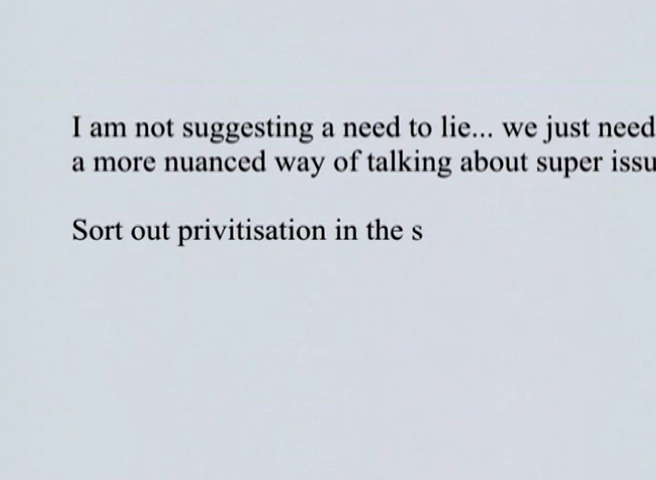 I am not suggesting a need to lie... we just need
a more nuanced way of talking about super issu
Sort out privitisation in the s